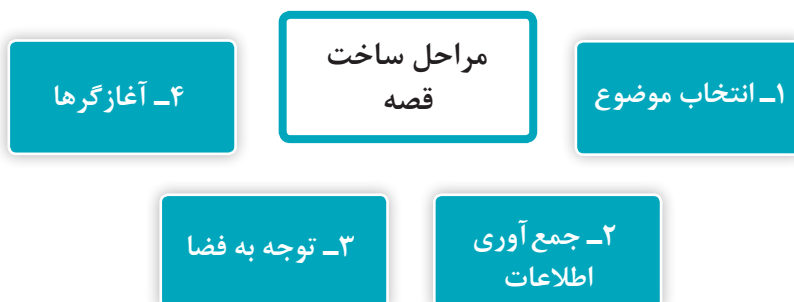 مراحل ساخت
قصه
۱ـ انتخاب موضوع
۲ـ جمع‌آوری
اطلاعات
۳ـ توجه به فضا
۴ـ آغازگرها